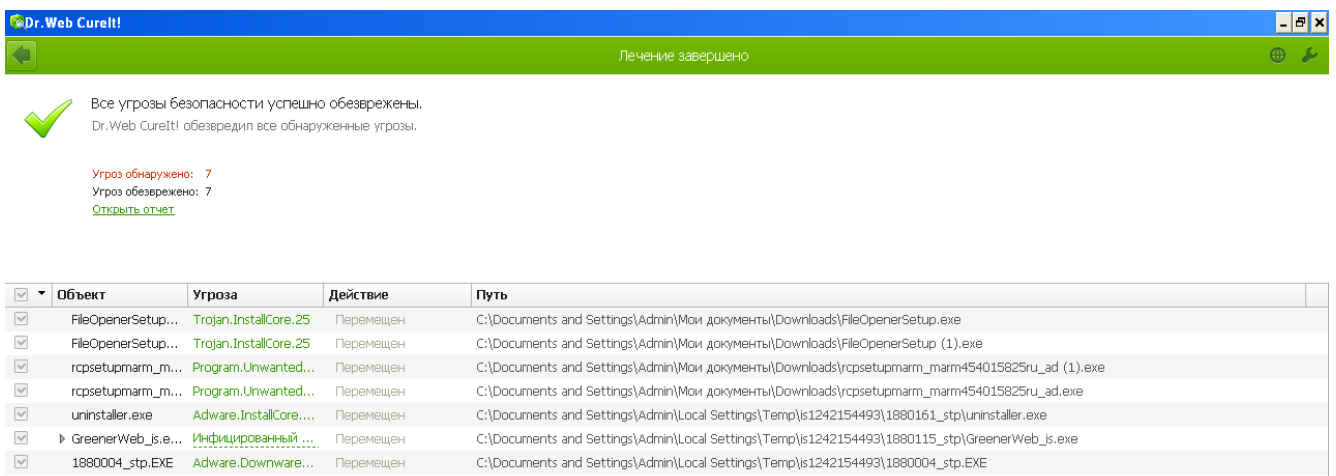 Dr.Web CureIt!
Лечение завершено
Все угрозы безопасности успешно обезврежены.
Dr.Web CureIt! обезвредил все обнаруженные угрозы.
Угроз обнаружено: 7
Угроз обезврежено: 7
Открыть отчет
Объект Угроза Действие Путь
FileOpenerSetup... Trojan.InstallCore.25 Перемещен C:\Documents and Settings\Admin\Мои документы\Downloads\FileOpenerSetup.exe
FileOpenerSetup... Trojan.InstallCore.25 Перемещен C:\Documents and Settings\Admin\Мои документы\Downloads\FileOpenerSetup (1).exe
rcpsetupmarm_m... Program.Unwanted... Перемещен C:\Documents and Settings\Admin\Мои документы\Downloads\rcpsetupmarm_marm454015825ru_ad (1).exe
rcpsetupmarm_m... Program.Unwanted... Перемещен C:\Documents and Settings\Admin\Мои документы\Downloads\rcpsetupmarm_marm454015825ru_ad.exe
uninstaller.exe Adware.InstallCore.... Перемещен C:\Documents and Settings\Admin\Local Settings\Temp\is1242154493\1880161_stp\uninstaller.exe
GreenerWeb_is.e... Инфицированный ... Перемещен C:\Documents and Settings\Admin\Local Settings\Temp\is1242154493\1880115_stp\GreenerWeb_is.exe
1880004_stp.EXE Adware.Downware... Перемещен C:\Documents and Settings\Admin\Local Settings\Temp\is1242154493\1880004_stp.EXE